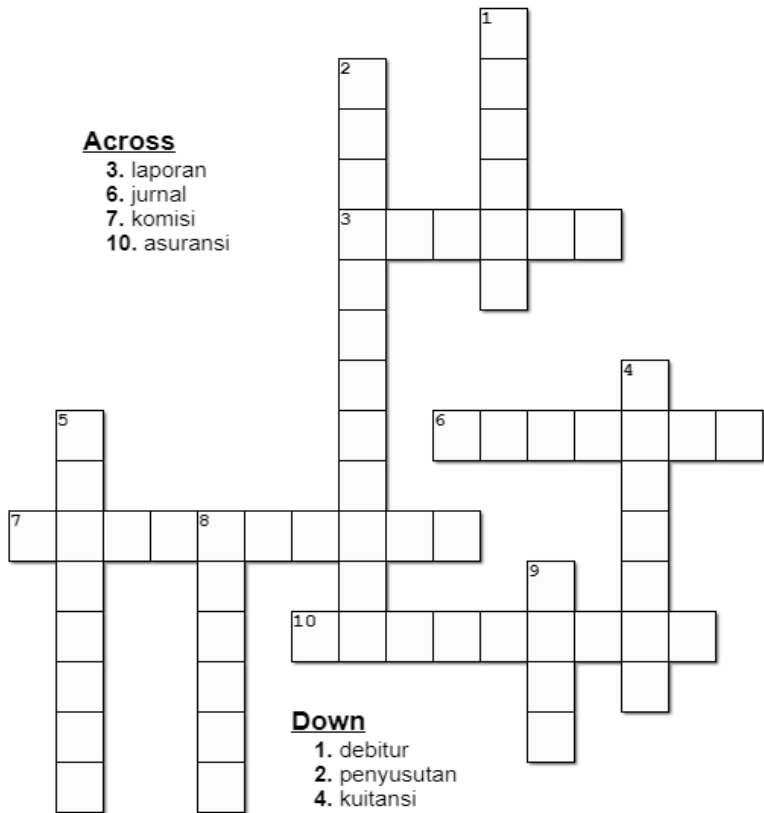 1
2
Across
3. laporan
6. jurnal
7. komisi
10. asuransi
3
4
5
6
7
8
9
10
Down
1. debitur
2. penyusutan
4. kuitansi